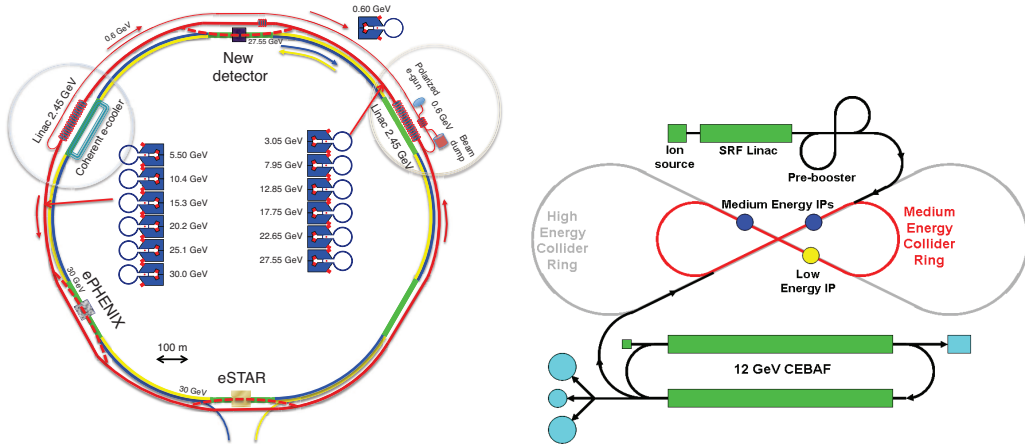 0.60 GeV
0.6 GeV
27.55 GeV
New
detector
Linac 2.45 GeV
Coherent e-cooler
Polarized
e-gun
0.6 GeV
Beam
dump
Linac 2.45 GeV
5.50 GeV
10.4 GeV
15.3 GeV
20.2 GeV
25.1 GeV
30.0 GeV
3.05 GeV
7.95 GeV
12.85 GeV
17.75 GeV
22.65 GeV
27.55 GeV
30 GeV
ePHENIX
100 m
30 GeV
eSTAR
Ion
source
SRF Linac
Pre-booster
Medium Energy IPs
High
Energy
Collider
Ring
Medium
Energy
Collider
Ring
Low
Energy IP
12 GeV CEBAF